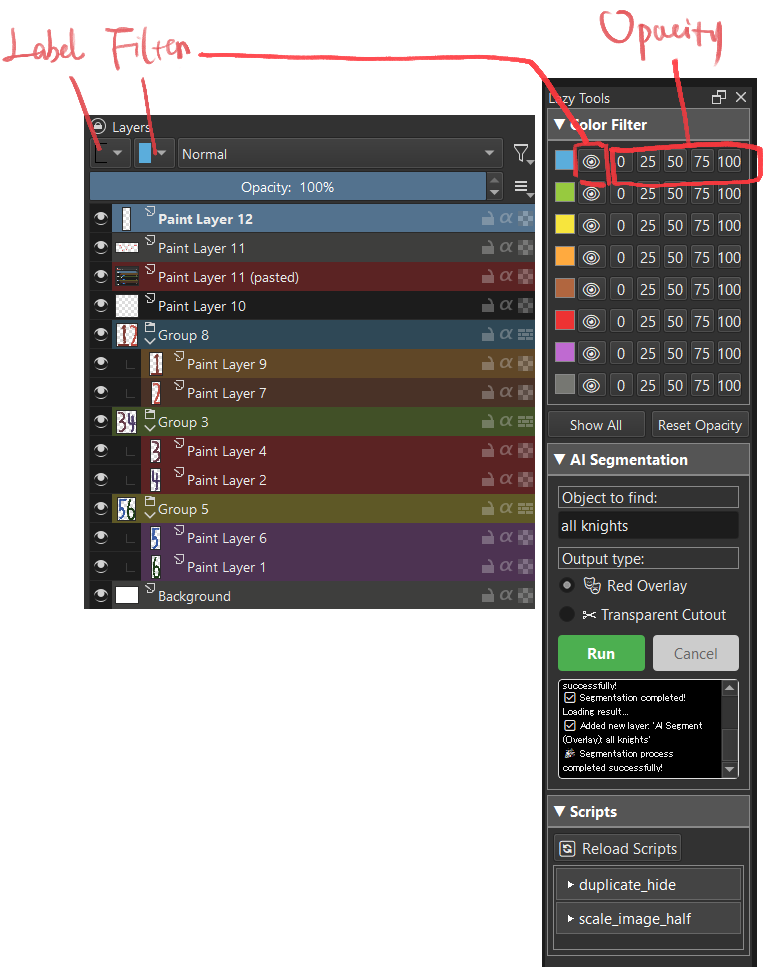 Label Filter
Opacity
Layers
Normal
Opacity: 100%
Paint Layer 12
Paint Layer 11
Paint Layer 11 (pasted)
Paint Layer 10
Group 8
Paint Layer 9
Paint Layer 7
Group 3
Paint Layer 4
Paint Layer 2
Group 5
Paint Layer 6
Paint Layer 1
Background
Lazy Tools
Color Filter
0 25 50 75 100
0 25 50 75 100
0 25 50 75 100
0 25 50 75 100
0 25 50 75 100
0 25 50 75 100
0 25 50 75 100
0 25 50 75 100
Show All Reset Opacity
AI Segmentation
Object to find:
all knights
Output type:
Red Overlay
Transparent Cutout
Run Cancel
successfully!
Segmentation completed!
Loading result...
Added new layer: 'AI Segment
(Overlay): all knights'
Segmentation process
completed successfully!
Scripts
Reload Scripts
duplicate_hide
scale_image_half